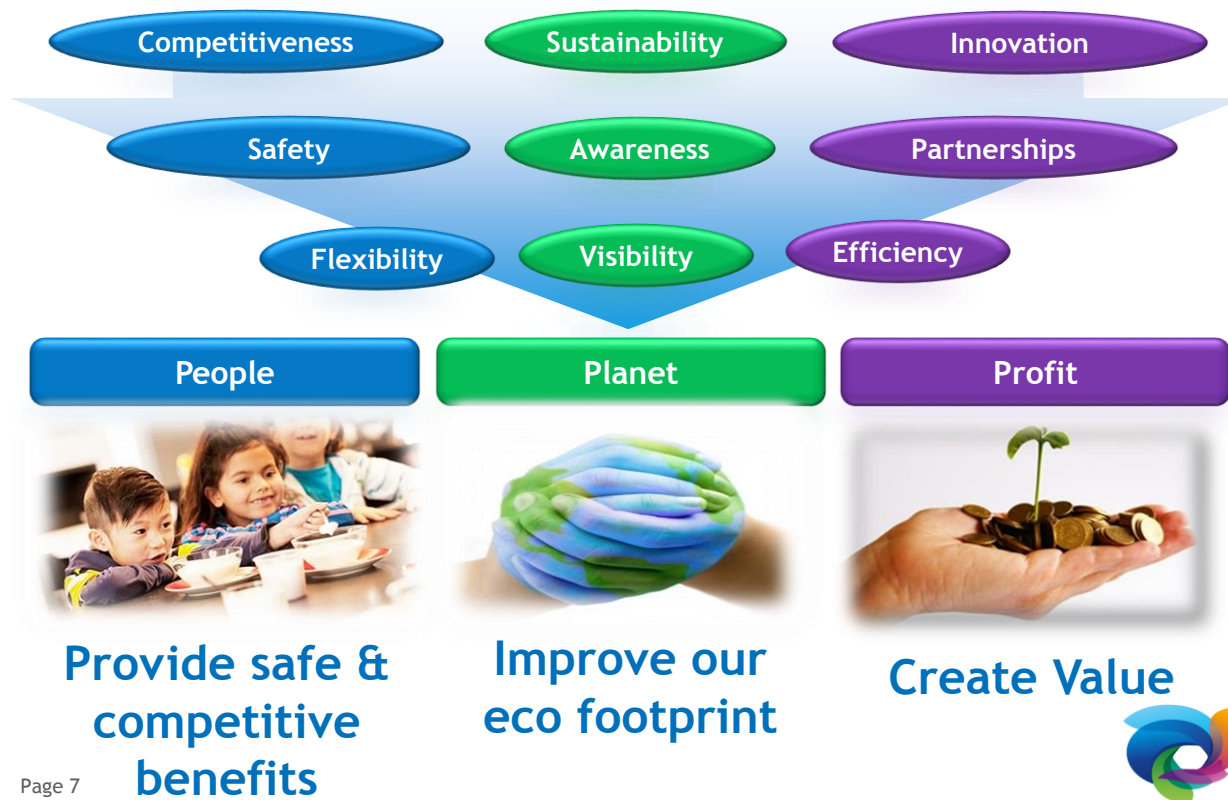 Competitiveness
Sustainability
Innovation
Safety
Awareness
Partnerships
Flexibility
Visibility
Efficiency
People
Planet
Profit
Provide safe &
competitive
benefits
Improve our
eco footprint
Create Value
Page 7